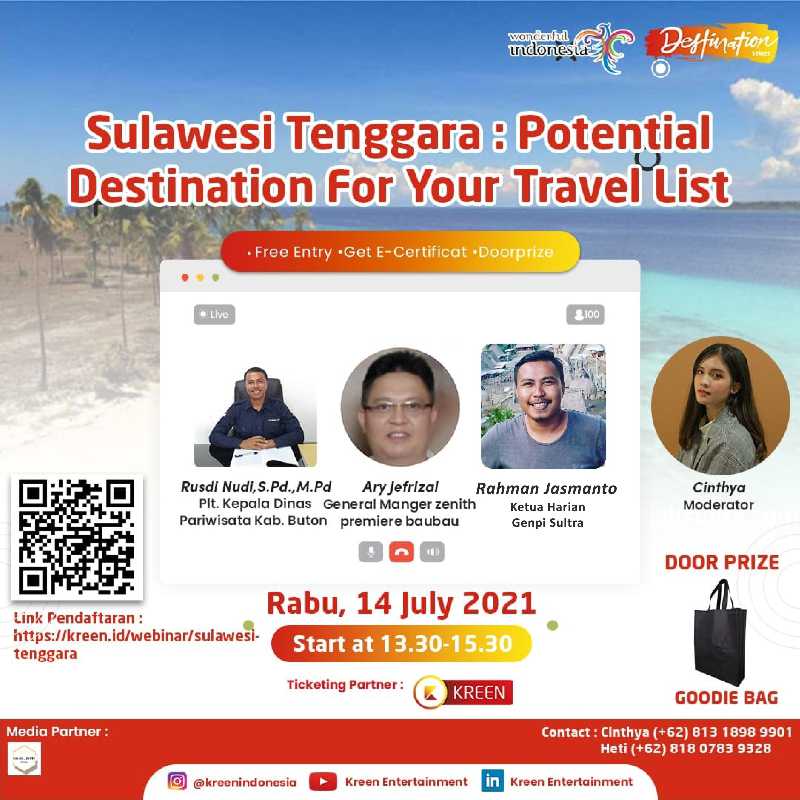 wonderful
indonesia
Destination
Sulawesi Tenggara : Potential
Destination For Your Travel List
• Free Entry •Get E-Certificat •Doorprize
Live
100
Rusdi Nudi,S.Pd.,M.Pd
Plt. Kepala Dinas
Pariwisata Kab. Buton
Ary jefrizal
General Manger zenith
premiere baubau
Rahman Jasmanto
Ketua Harian
Genpi Sultra
Cinthya
Moderator
Link Pendaftaran :
https://kreen.id/webinar/sulawesi-
tenggara
Rabu, 14 July 2021
Start at 13.30-15.30
Ticketing Partner :
KREEN
DOOR PRIZE
GOODIE BAG
Media Partner :
Contact : Cinthya (+62) 813 1898 9901
Heti (+62) 818 0783 9328
@kreenindonesia
Kreen Entertainment
in
Kreen Entertainment